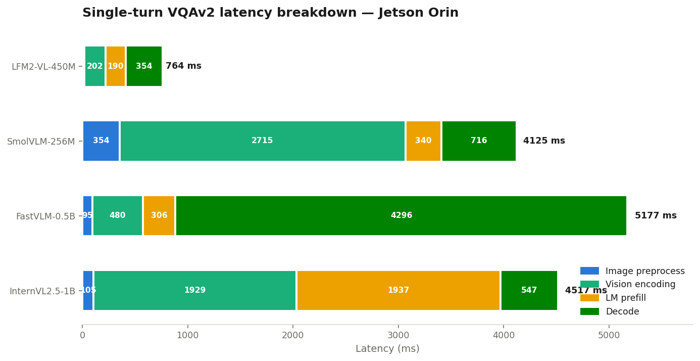 Single-turn VQAv2 latency breakdown — Jetson Orin
LFM2-VL-450M 202 190 354 764 ms
SmolVLM-256M 354 2715 340 716 4125 ms
FastVLM-0.5B 95 480 306 4296 5177 ms
InternVL2.5-1B 105 1929 1937 547 4517 ms
Image preprocess
Vision encoding
LM prefill
Decode
0 1000 2000 3000 4000 5000
Latency (ms)